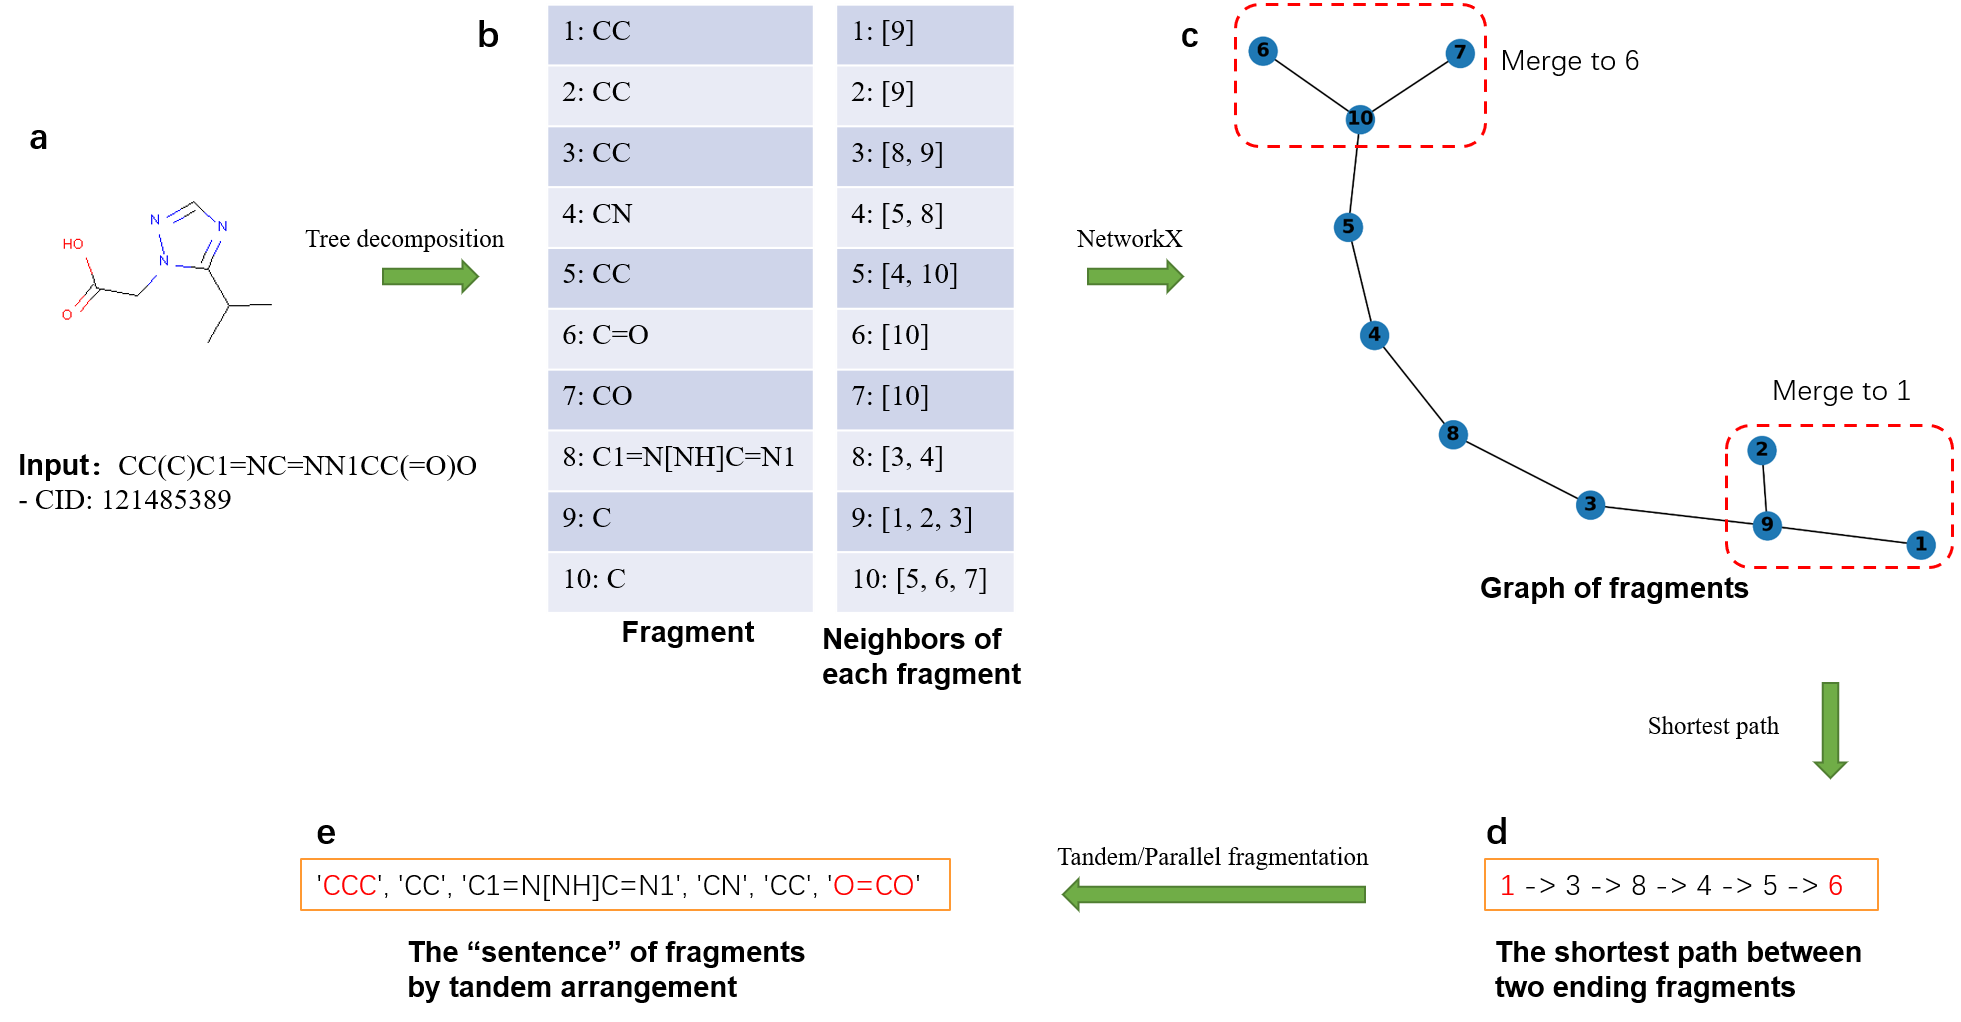 a
HO
O
N
N
N
Input：CC(C)C1=NC=NN1CC(=O)O
- CID: 121485389
Tree decomposition
b
1: CC
2: CC
3: CC
4: CN
5: CC
6: C=O
7: CO
8: C1=N[NH]C=N1
9: C
10: C
Fragment
1: [9]
2: [9]
3: [8, 9]
4: [5, 8]
5: [4, 10]
6: [10]
7: [10]
8: [3, 4]
9: [1, 2, 3]
10: [5, 6, 7]
Neighbors of
each fragment
NetworkX
c
6
7
10
Merge to 6
5
4
8
3
Merge to 1
2
9
1
Graph of fragments
Shortest path
d
1 -> 3 -> 8 -> 4 -> 5 -> 6
The shortest path between
two ending fragments
Tandem/Parallel fragmentation
e
'CCC', 'CC', 'C1=N[NH]C=N1', 'CN', 'CC', 'O=CO'
The “sentence” of fragments
by tandem arrangement